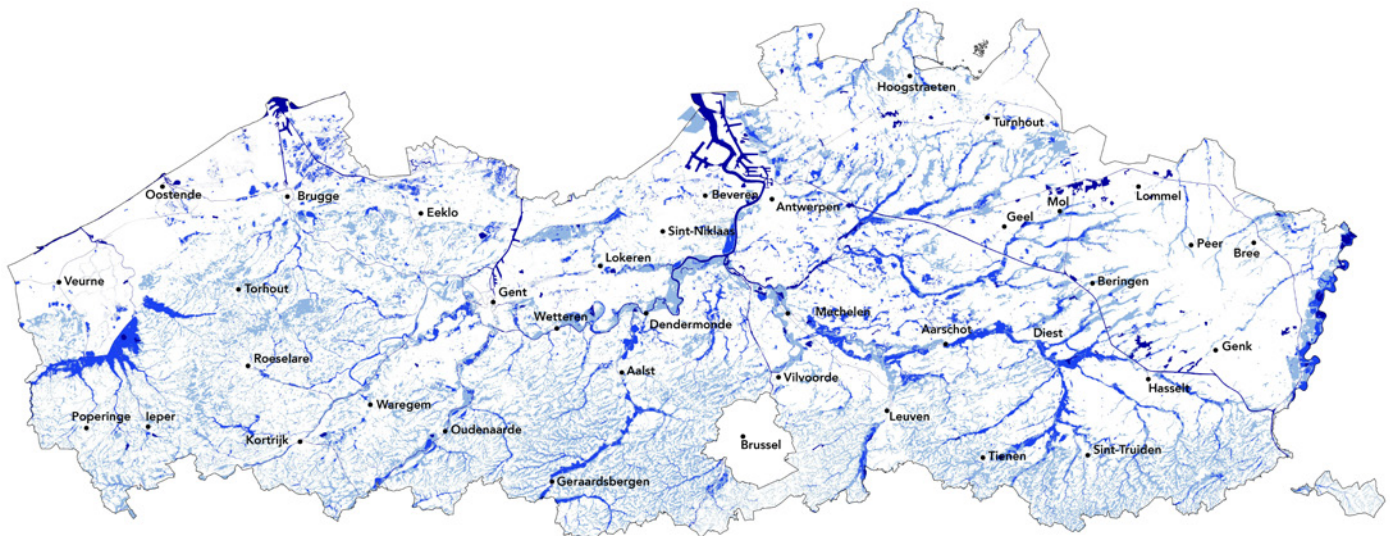 Hoogstraeten
Turnhout
Oostende
Brugge
Eeklo
Beveren
Antwerpen
Lommel
Mol
Geel
Sint-Niklaas
Peer
Bree
Lokeren
Veurne
Torhout
Gent
Beringen
Wetteren
Dendermonde
Mechelen
Aarschot
Diest
Roeselare
Genk
Aalst
Vilvoorde
Hasselt
Poperinge
Ieper
Waregem
Leuven
Kortrijk
Oudenaarde
Brussel
Tienen
Sint-Truiden
Geraardsbergen